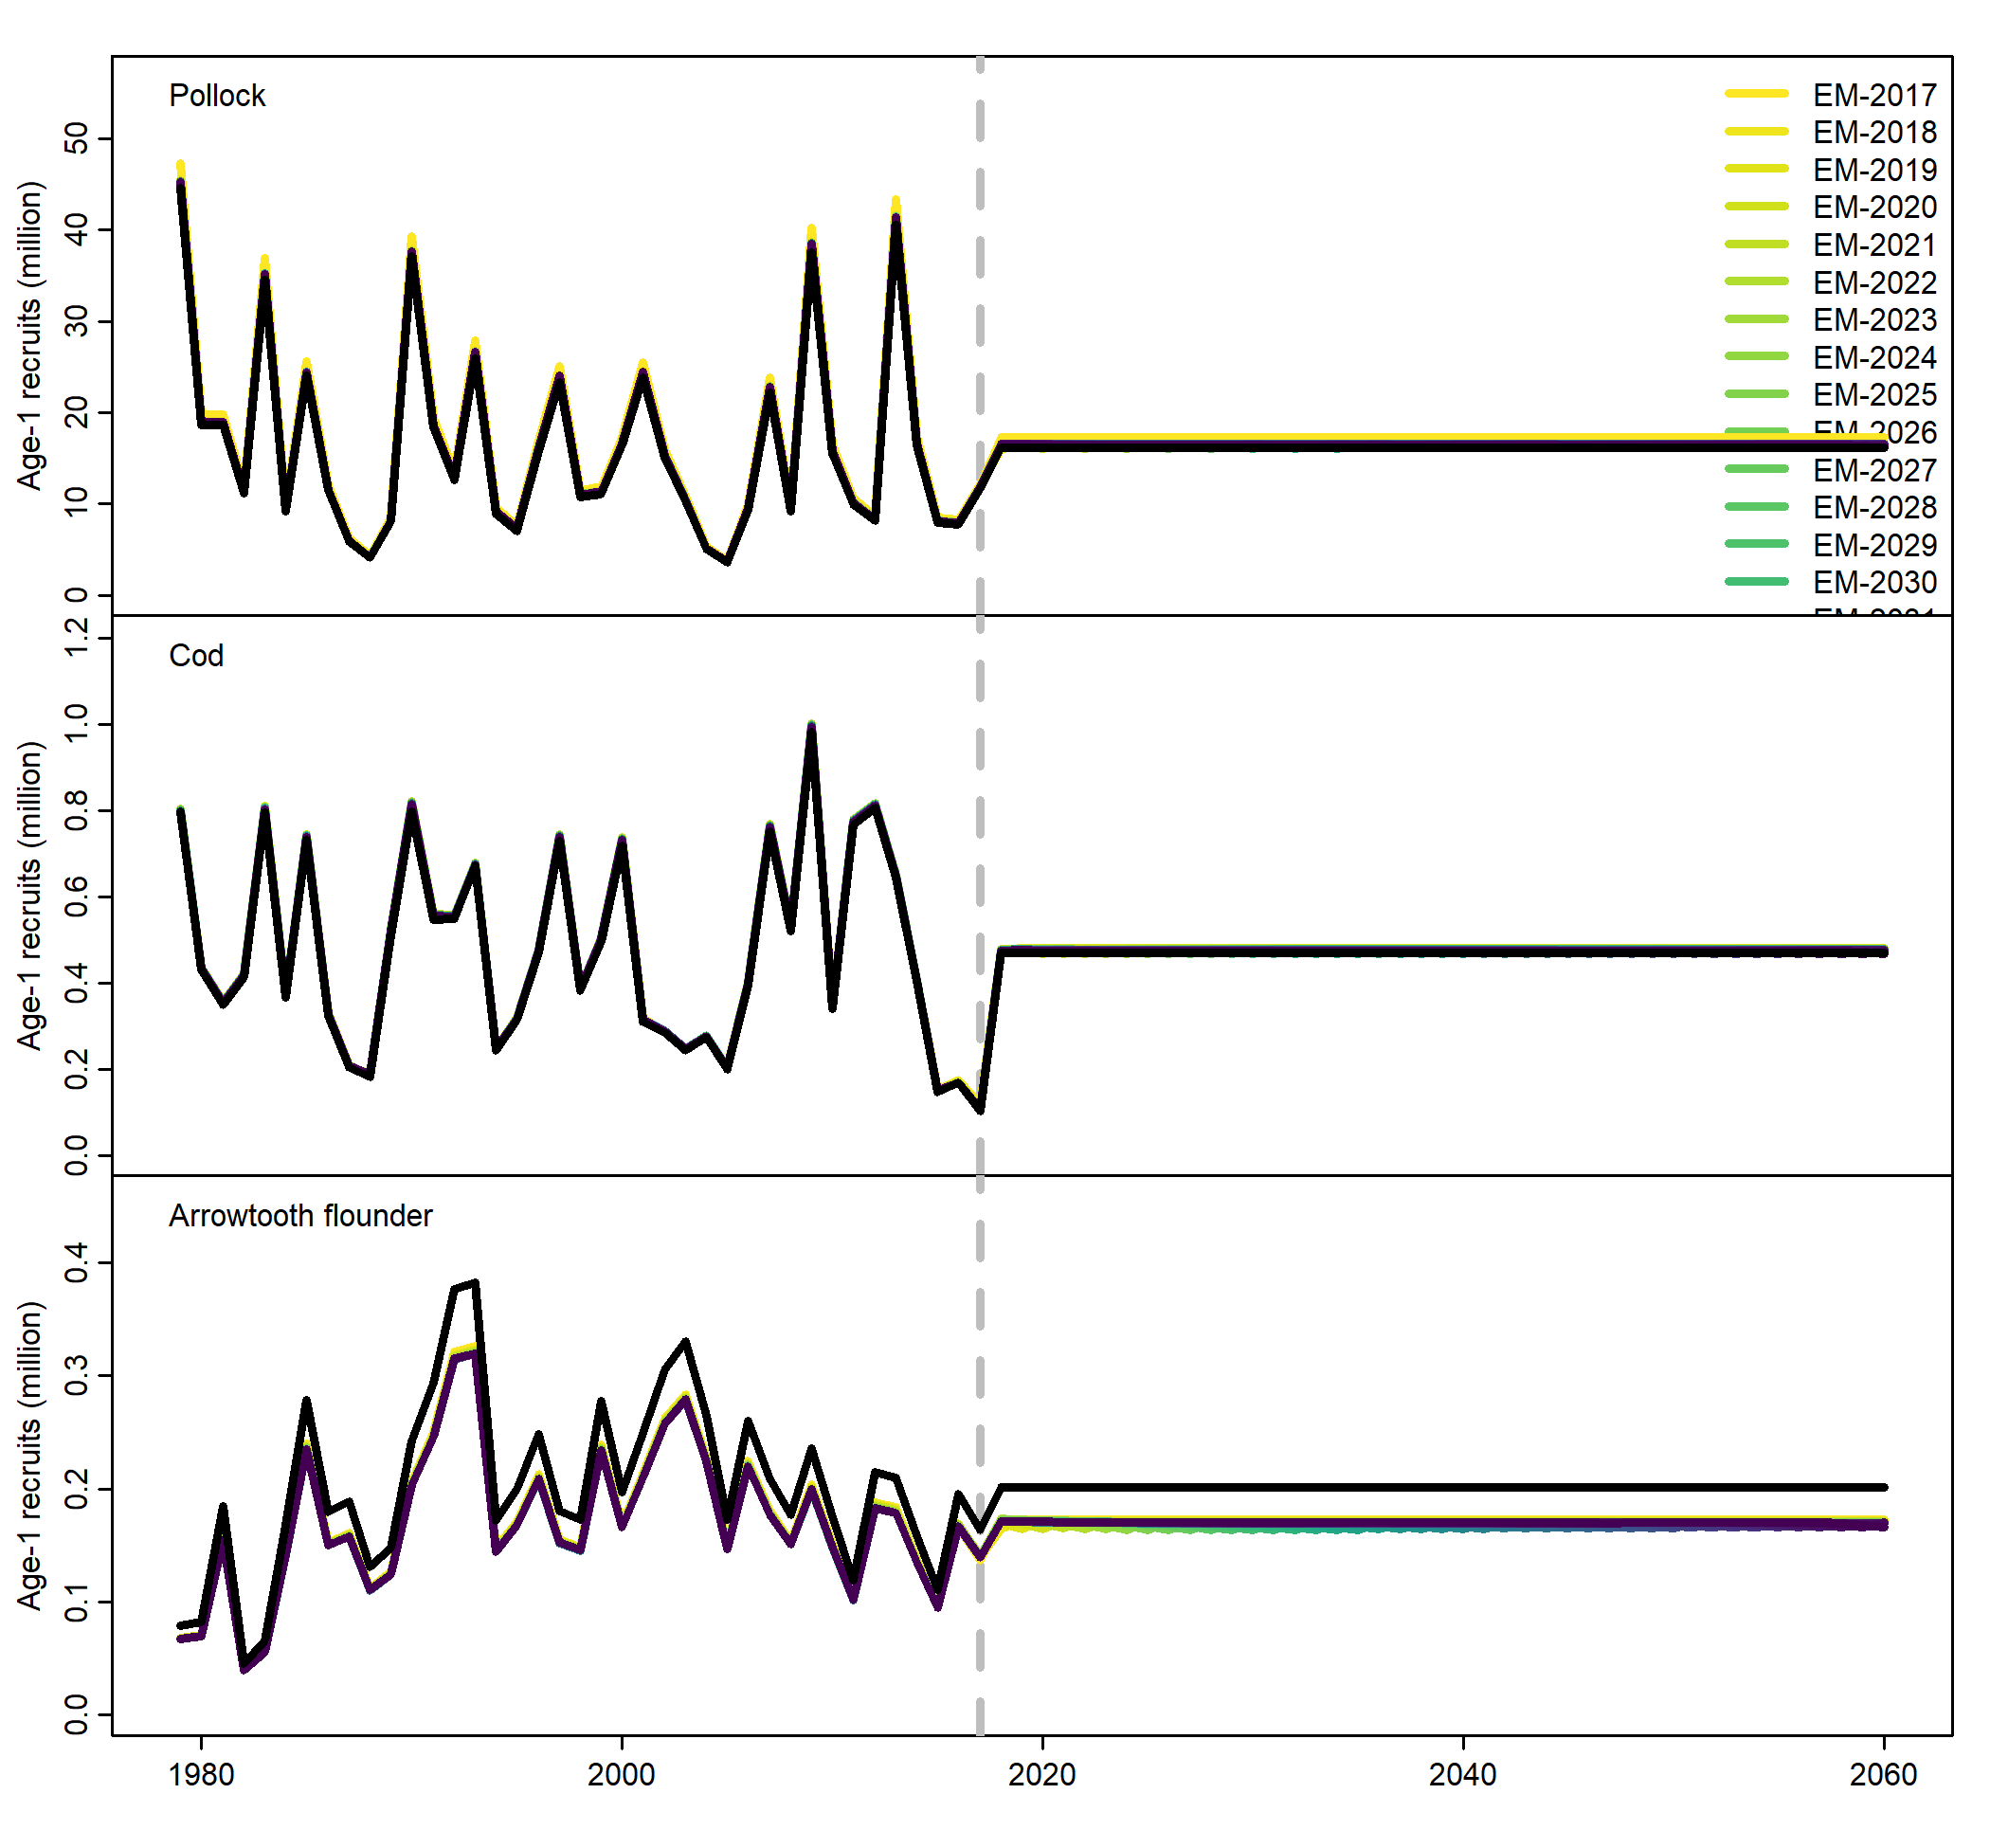 Pollock
EM-2017
EM-2018
EM-2019
EM-2020
EM-2021
EM-2022
EM-2023
EM-2024
EM-2025
EM-2026
EM-2027
EM-2028
EM-2029
EM-2030
Age-1 recruits (million)
50
40
30
20
10
0
Cod
Age-1 recruits (million)
1.2
1.0
0.8
0.6
0.4
0.2
0.0
Arrowtooth flounder
Age-1 recruits (million)
0.4
0.3
0.2
0.1
0.0
1980 2000 2020 2040 2060